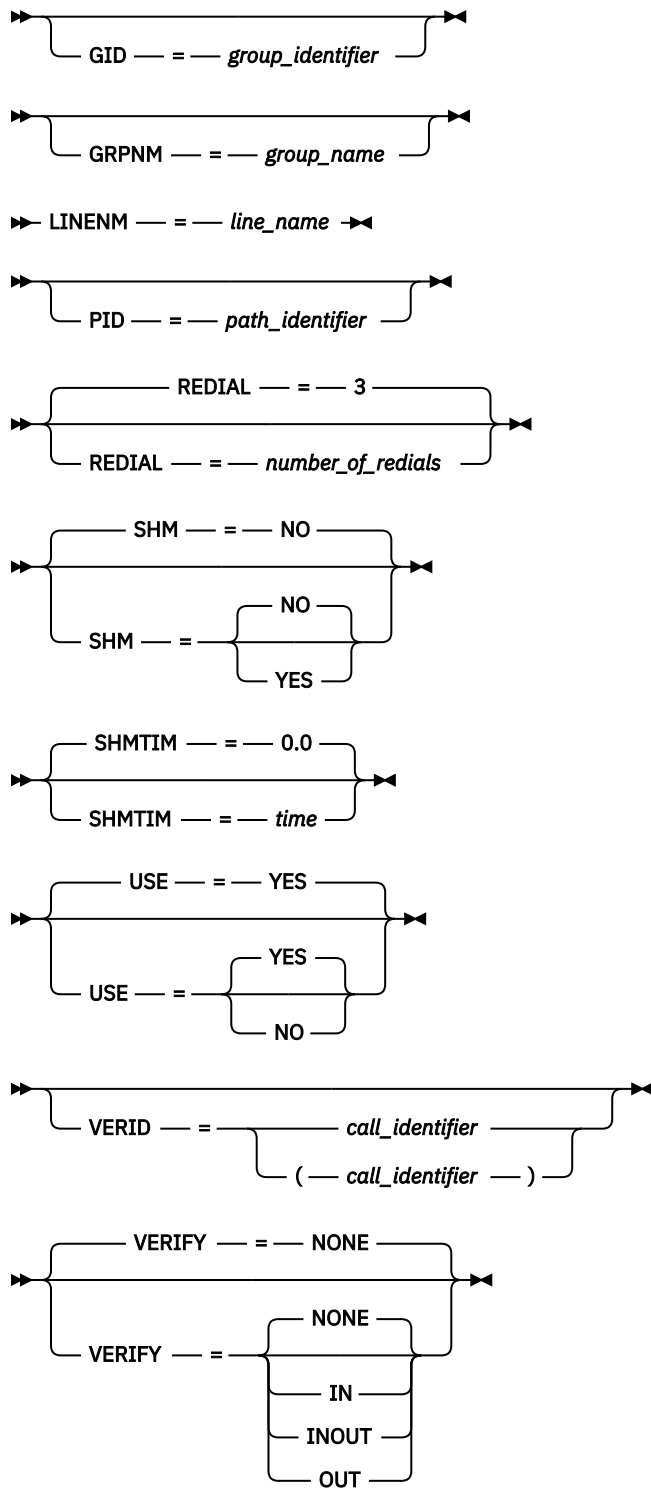 GID = group_identifier
GRPNM = group_name
LINENM = line_name
PID = path_identifier
REDIAL = 3
REDIAL = number_of_redials
SHM = NO
NO
SHM =
YES
SHMTIM = 0.0
SHMTIM = time
USE = YES
YES
USE =
NO
VERID = call_identifier
( call_identifier )
VERIFY = NONE
NONE
VERIFY =
IN
INOUT
OUT